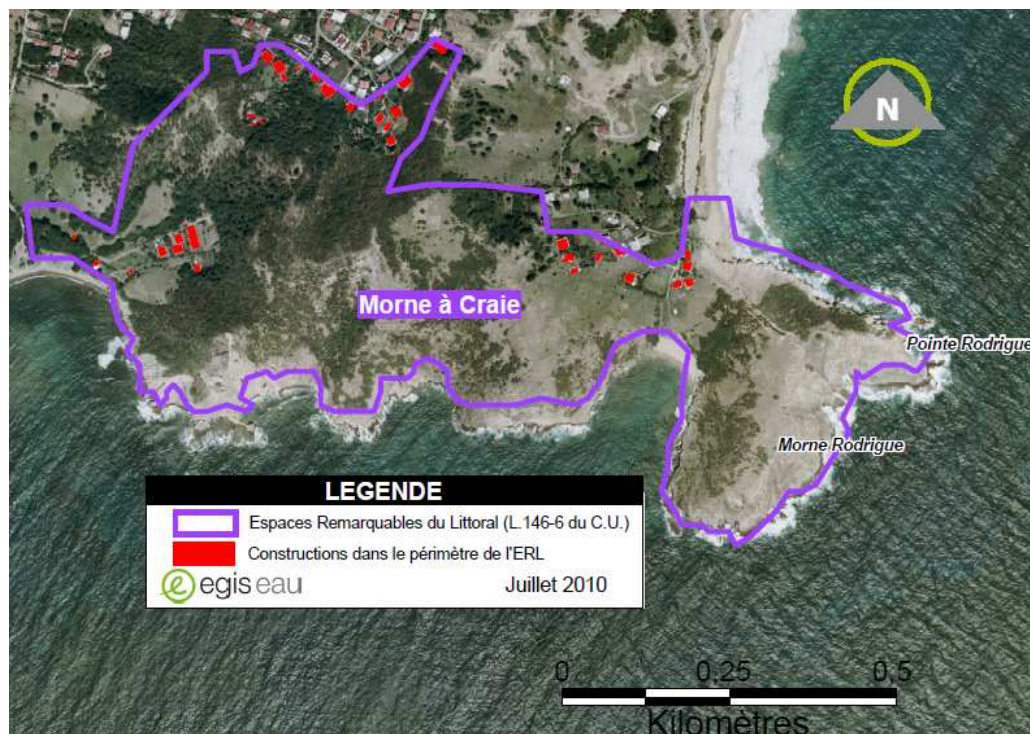 N
Morne à Craie
Pointe Rodrigue
Morne Rodrigue
LEGENDE
Espaces Remarquables du Littoral (L.146-6 du C.U.)
Constructions dans le périmètre de l'ERL
egis eau Juillet 2010
0 0,25 0,5
Kilomètres